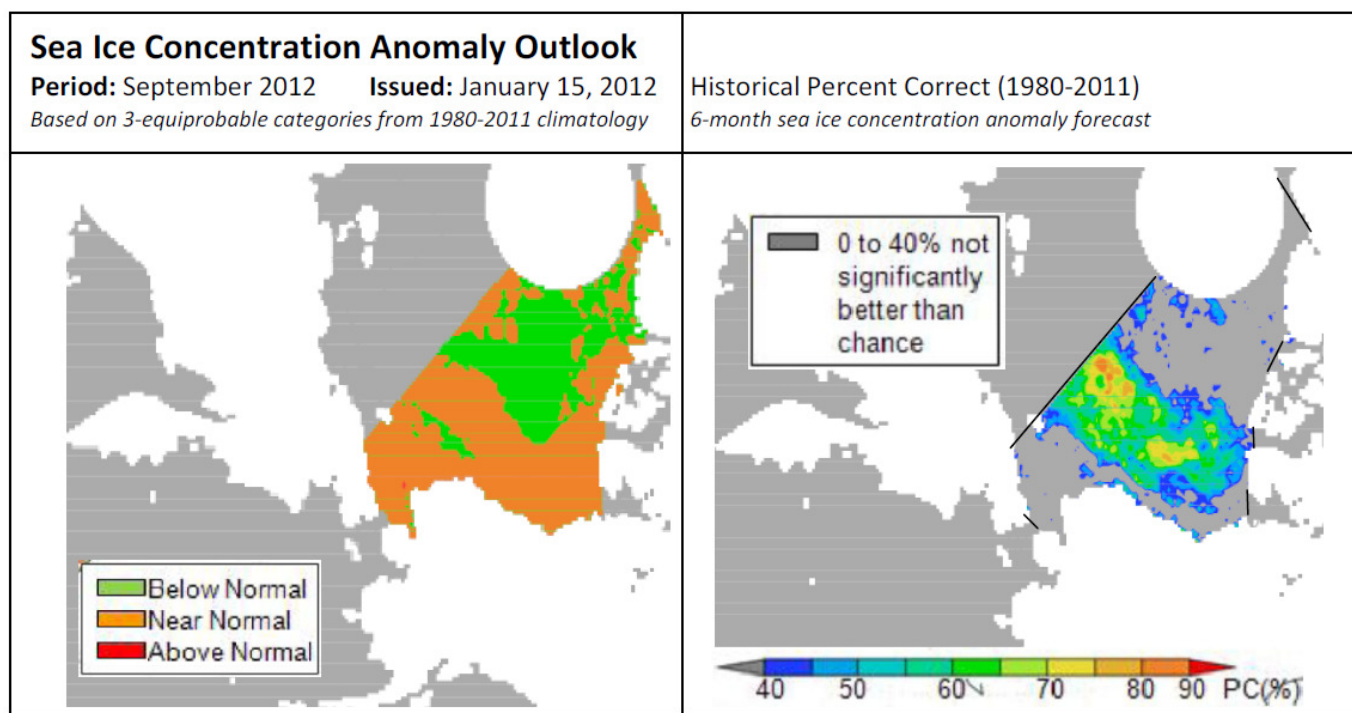 Sea Ice Concentration Anomaly Outlook
Period: September 2012 Issued: January 15, 2012
Based on 3-equiprobable categories from 1980-2011 climatology
Historical Percent Correct (1980-2011)
6-month sea ice concentration anomaly forecast
Below Normal
Near Normal
Above Normal
0 to 40% not
significantly
better than
chance
40 50 60 70 80 90 PC(%)